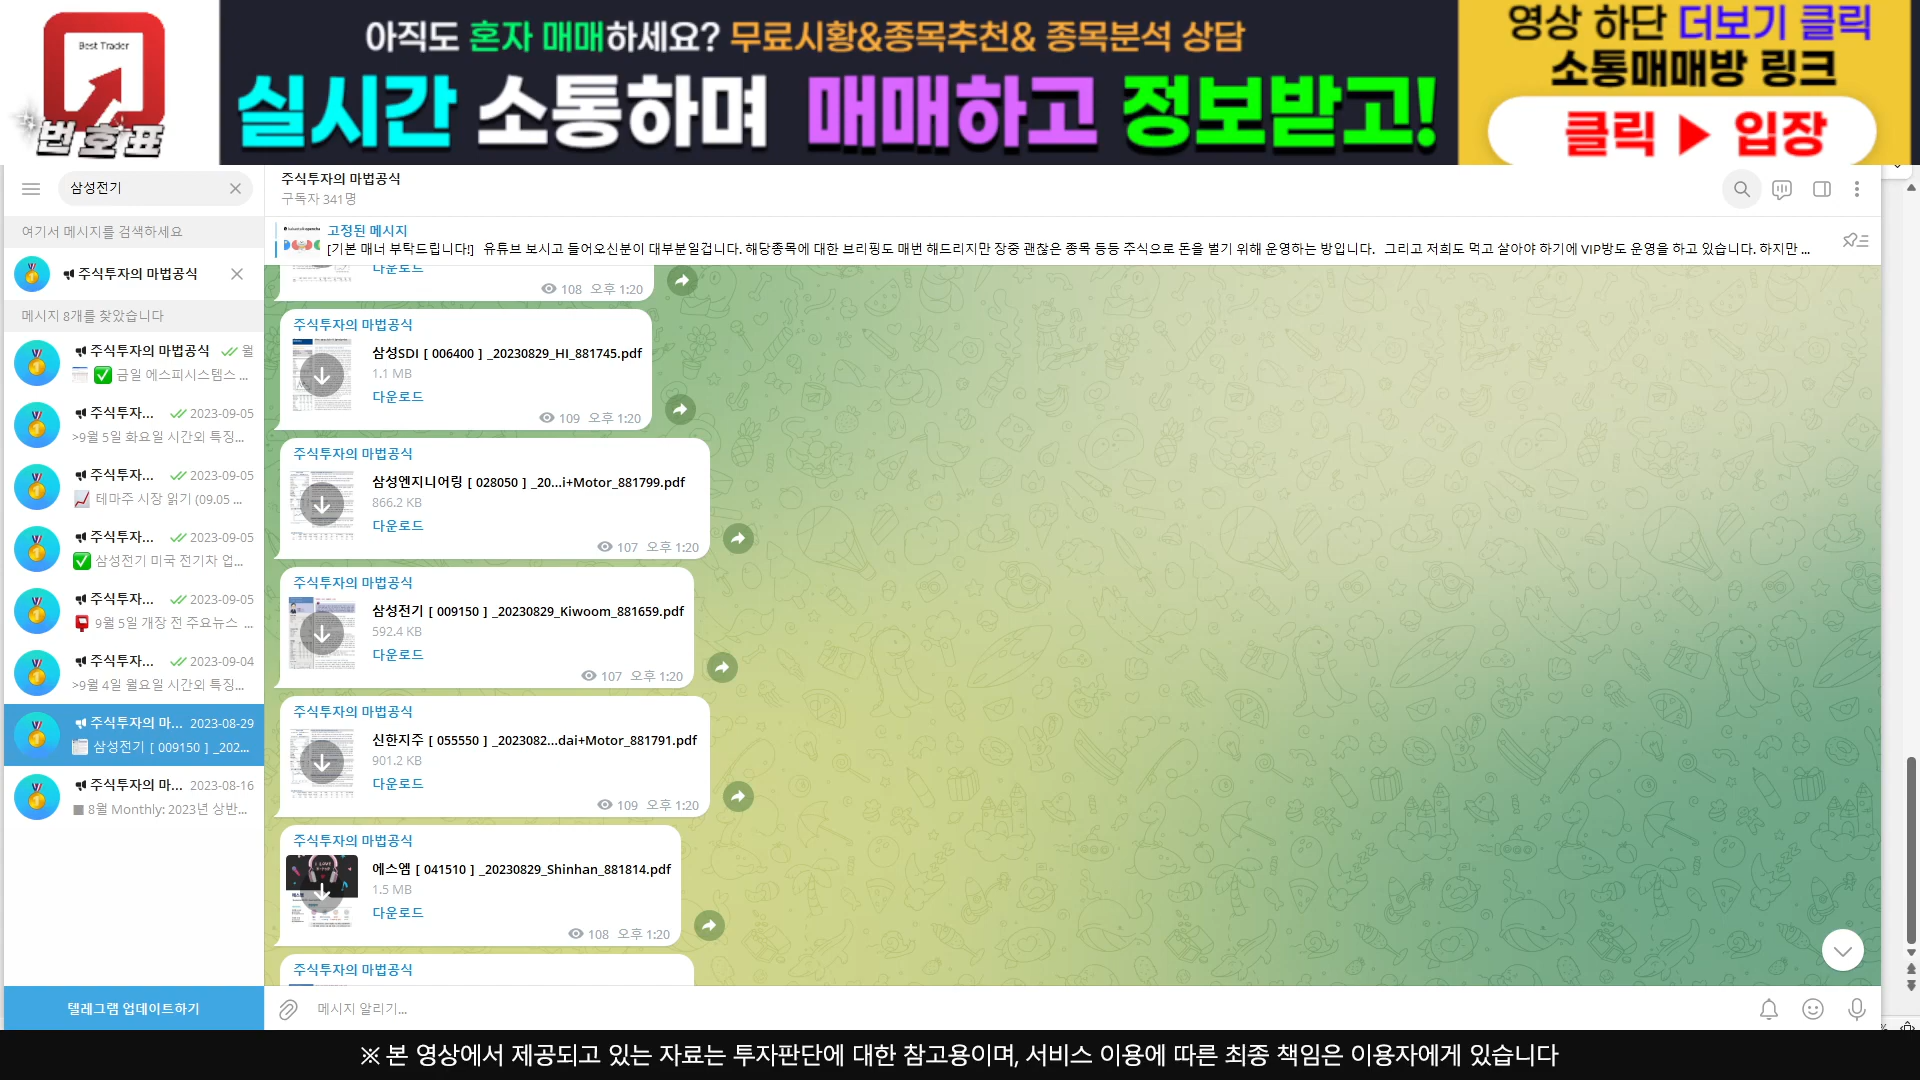 Best Trader
번호표
아직도 혼자 매매하세요? 무료시황&종목추천& 종목분석 상담
실시간 소통하며 매매하고 정보받고!
영상 하단 더보기 클릭
소통매매방 링크
클릭 ▶ 입장
삼성전기
여기서 메시지를 검색하세요
주식투자의 마법공식
메시지 8개를 찾았습니다
주식투자의 마법공식 월
금일 에스피시스템스 ...
주식투자... 2023-09-05
>9월 5일 화요일 시간외 특징...
주식투자... 2023-09-05
테마주 시장 읽기 (09.05 ...
주식투자... 2023-09-05
삼성전기 미국 전기차 업...
주식투자... 2023-09-05
9월 5일 개장 전 주요뉴스 ...
주식투자... 2023-09-04
>9월 4일 월요일 시간외 특징...
주식투자의 마... 2023-08-29
삼성전기 [ 009150 ] _202...
주식투자의 마... 2023-08-16
8월 Monthly: 2023년 상반...
텔레그램 업데이트하기
주식투자의 마법공식
구독자 341명
고정된 메시지
[기본 매너 부탁드립니다!] 유튜브 보시고 들어오신분이 대부분일겁니다. 해당종목에 대한 브리핑도 매번 해드리지만 장중 괜찮은 종목 등등 주식으로 돈을 벌기 위해 운영하는 방입니다. 그리고 저희도 먹고 살아야 하기에 VIP방도 운영을 하고 있습니다. 하지만 ...
다운로드
108 오후 1:20
주식투자의 마법공식
삼성SDI [ 006400 ] _20230829_HI_881745.pdf
1.1 MB
다운로드
109 오후 1:20
주식투자의 마법공식
삼성엔지니어링 [ 028050 ] _20...i+Motor_881799.pdf
866.2 KB
다운로드
107 오후 1:20
주식투자의 마법공식
삼성전기 [ 009150 ] _20230829_Kiwoom_881659.pdf
592.4 KB
다운로드
107 오후 1:20
주식투자의 마법공식
신한지주 [ 055550 ] _2023082...dai+Motor_881791.pdf
901.2 KB
다운로드
109 오후 1:20
주식투자의 마법공식
에스엠 [ 041510 ] _20230829_Shinhan_881814.pdf
1.5 MB
다운로드
108 오후 1:20
주식투자의 마법공식
메시지 알리기...
※ 본 영상에서 제공되고 있는 자료는 투자판단에 대한 참고용이며, 서비스 이용에 따른 최종 책임은 이용자에게 있습니다